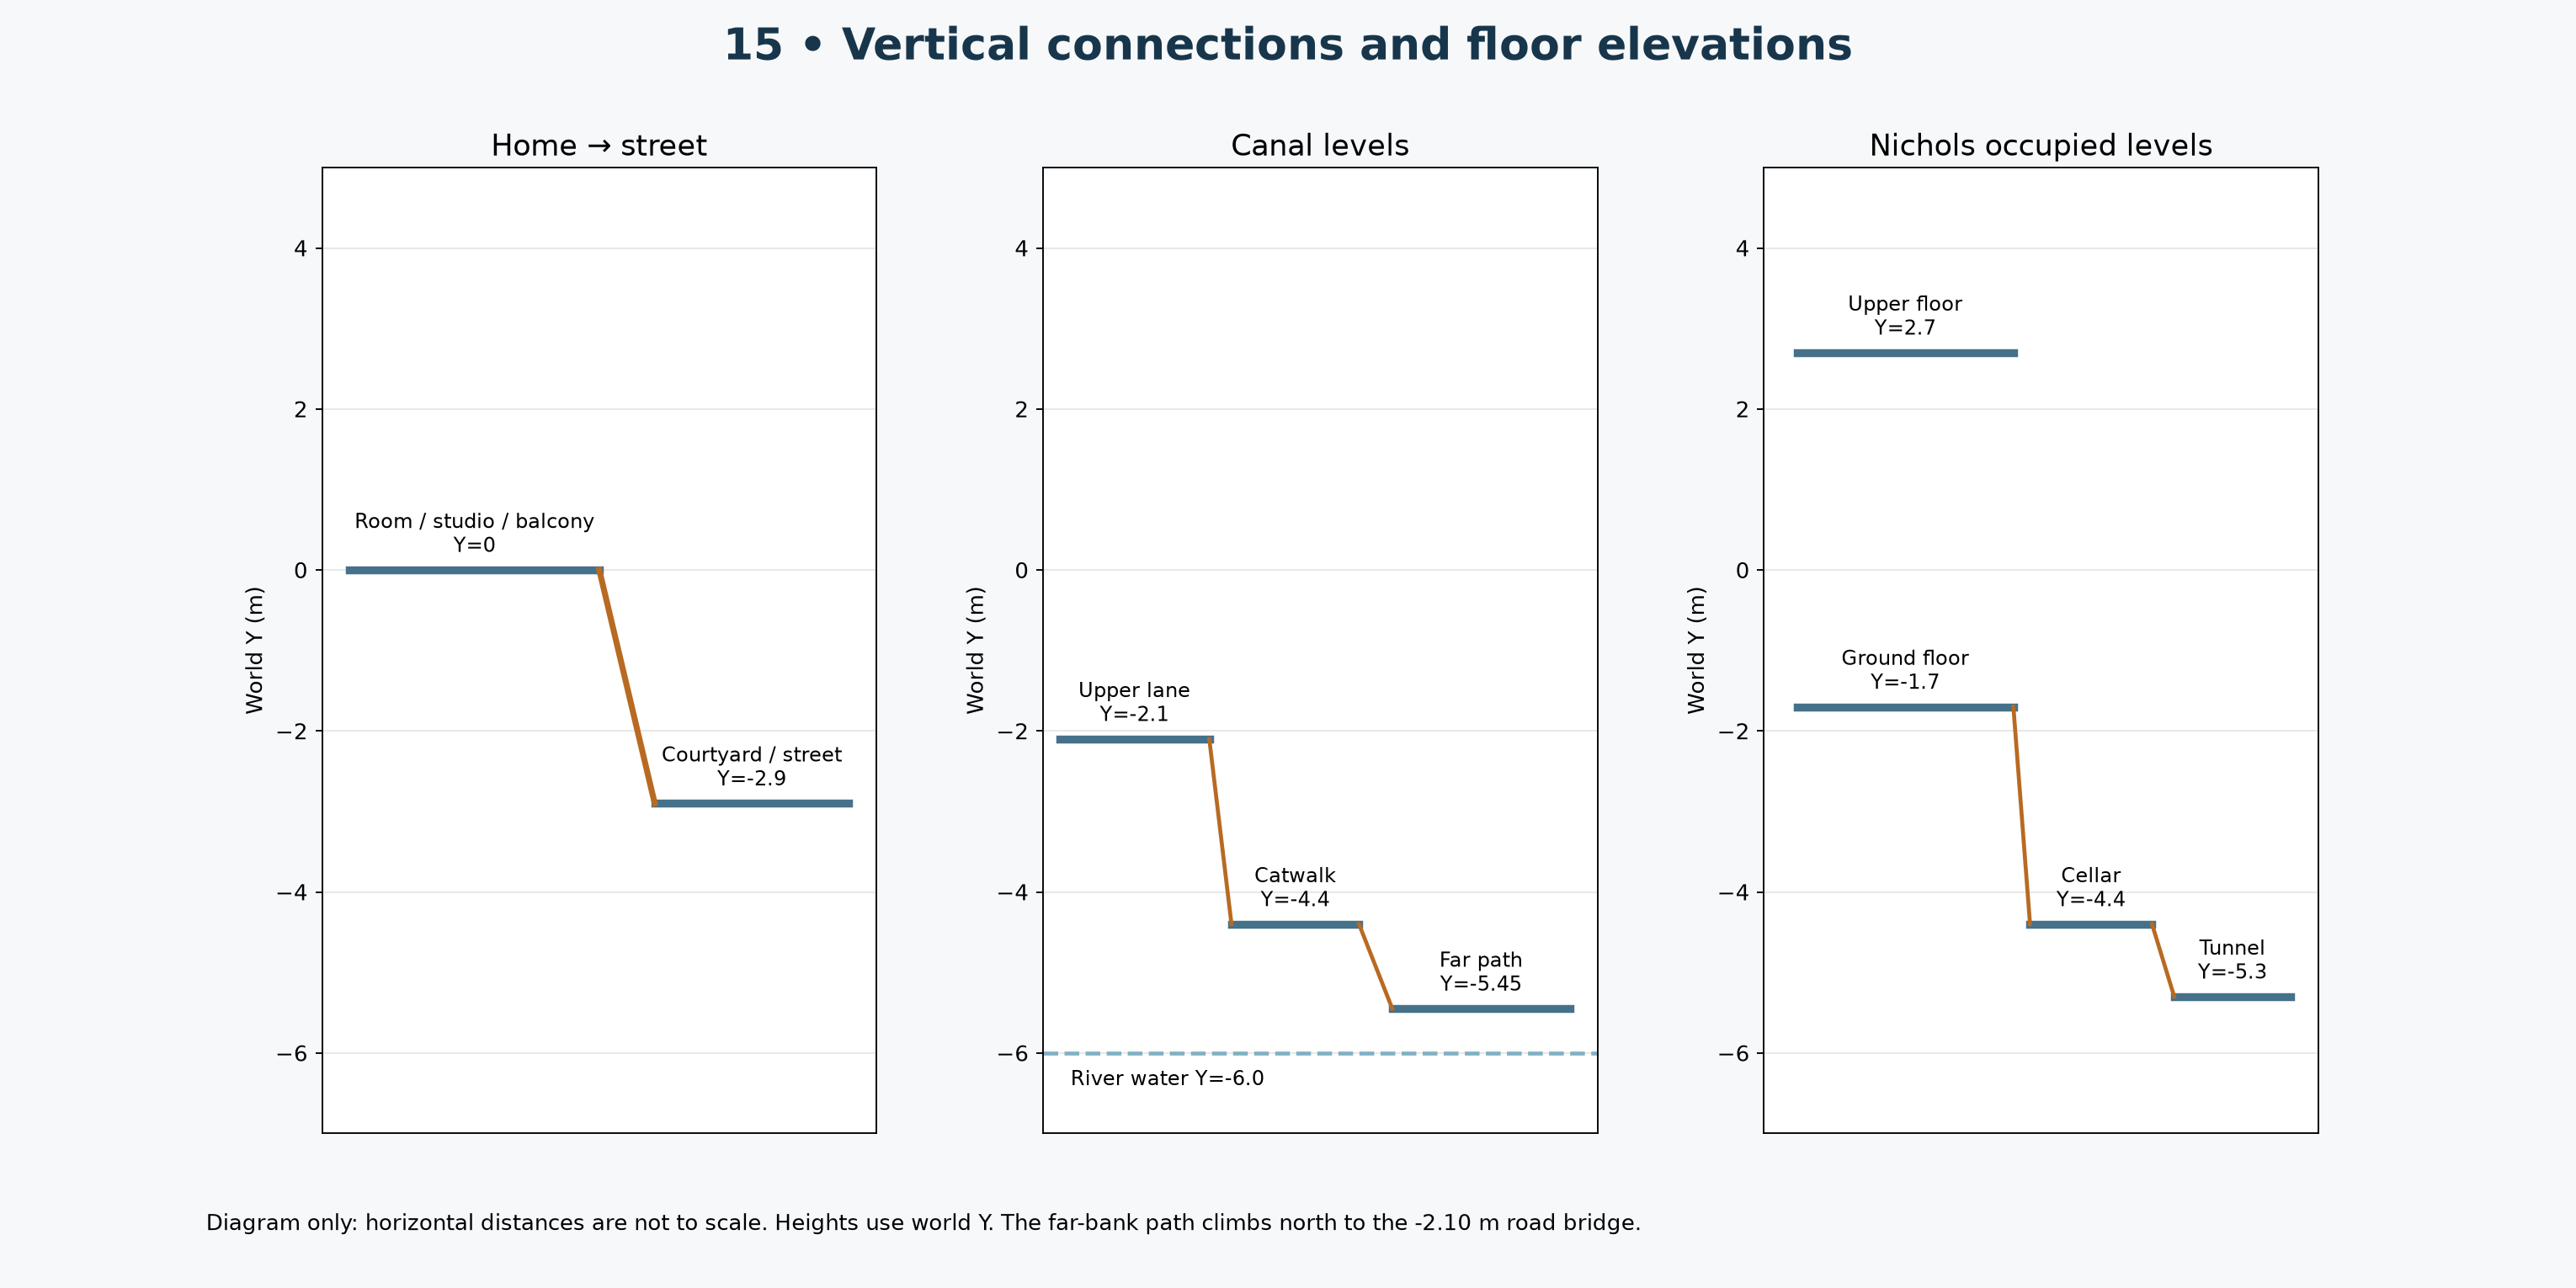 15 • Vertical connections and floor elevations
Home → street
World Y (m)
4
2
0
−2
−4
−6
Room / studio / balcony
Y=0
Courtyard / street
Y=-2.9
Canal levels
World Y (m)
4
2
0
−2
−4
−6
Upper lane
Y=-2.1
Catwalk
Y=-4.4
Far path
Y=-5.45
River water Y=-6.0
Nichols occupied levels
World Y (m)
4
2
0
−2
−4
−6
Upper floor
Y=2.7
Ground floor
Y=-1.7
Cellar
Y=-4.4
Tunnel
Y=-5.3
Diagram only: horizontal distances are not to scale. Heights use world Y. The far-bank path climbs north to the -2.10 m road bridge.